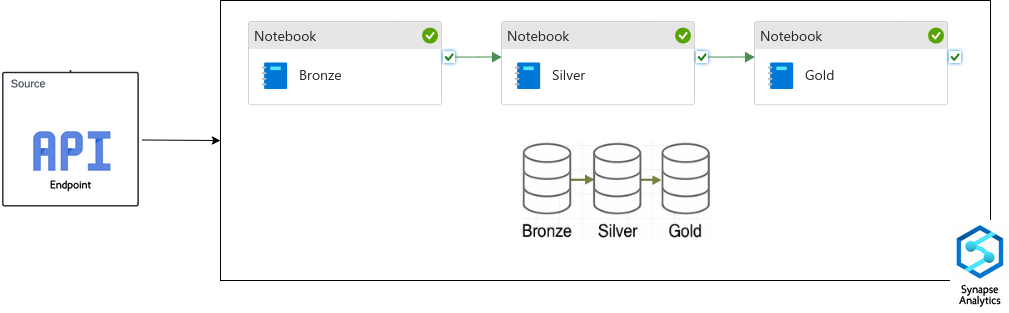 Notebook
Notebook
Notebook
Bronze
Silver
Gold
Source
API
Endpoint
Bronze
Silver
Gold
Synapse
Analytics